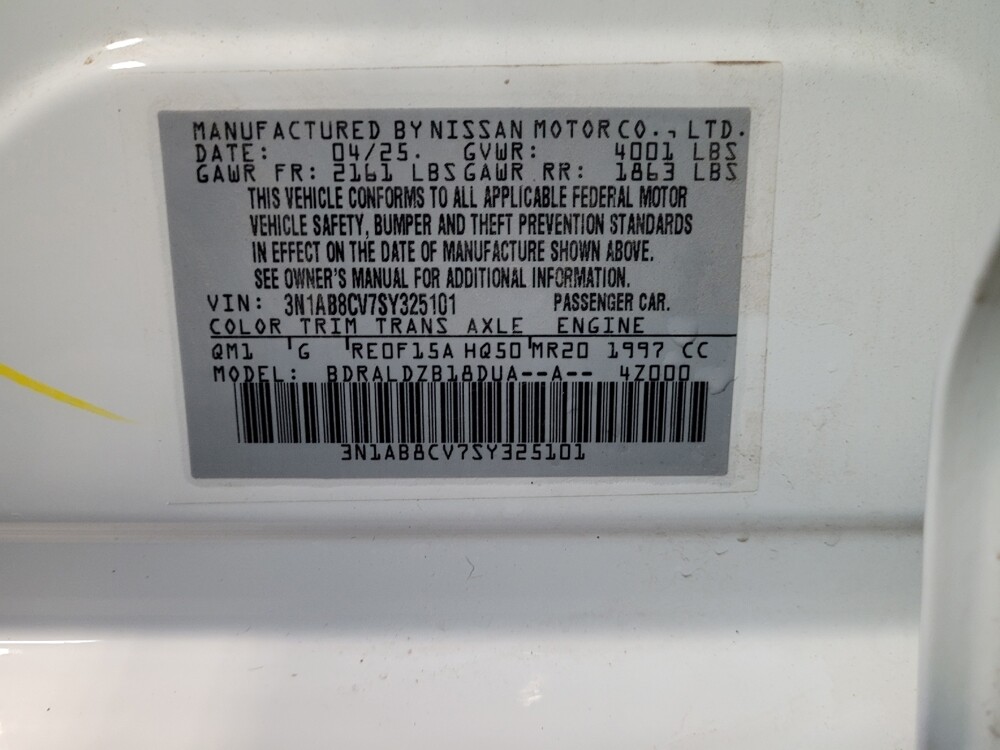 MANUFACTURED BY NISSAN MOTOR CO., LTD.
DATE: 04/25. GVWR: 4001 LBS
GAWR FR: 2161 LBS GAWR RR: 1863 LBS
THIS VEHICLE CONFORMS TO ALL APPLICABLE FEDERAL MOTOR
VEHICLE SAFETY, BUMPER AND THEFT PREVENTION STANDARDS
IN EFFECT ON THE DATE OF MANUFACTURE SHOWN ABOVE.
SEE OWNER'S MANUAL FOR ADDITIONAL INFORMATION.
VIN: 3N1AB8CV7SY325101 PASSENGER CAR.
COLOR TRIM TRANS AXLE ENGINE
QM1 G RE0F15A HQ50 MR20 1997 CC
MODEL: BDRALDZB18DUA--A-- 4Z000
3N1AB8CV7SY325101